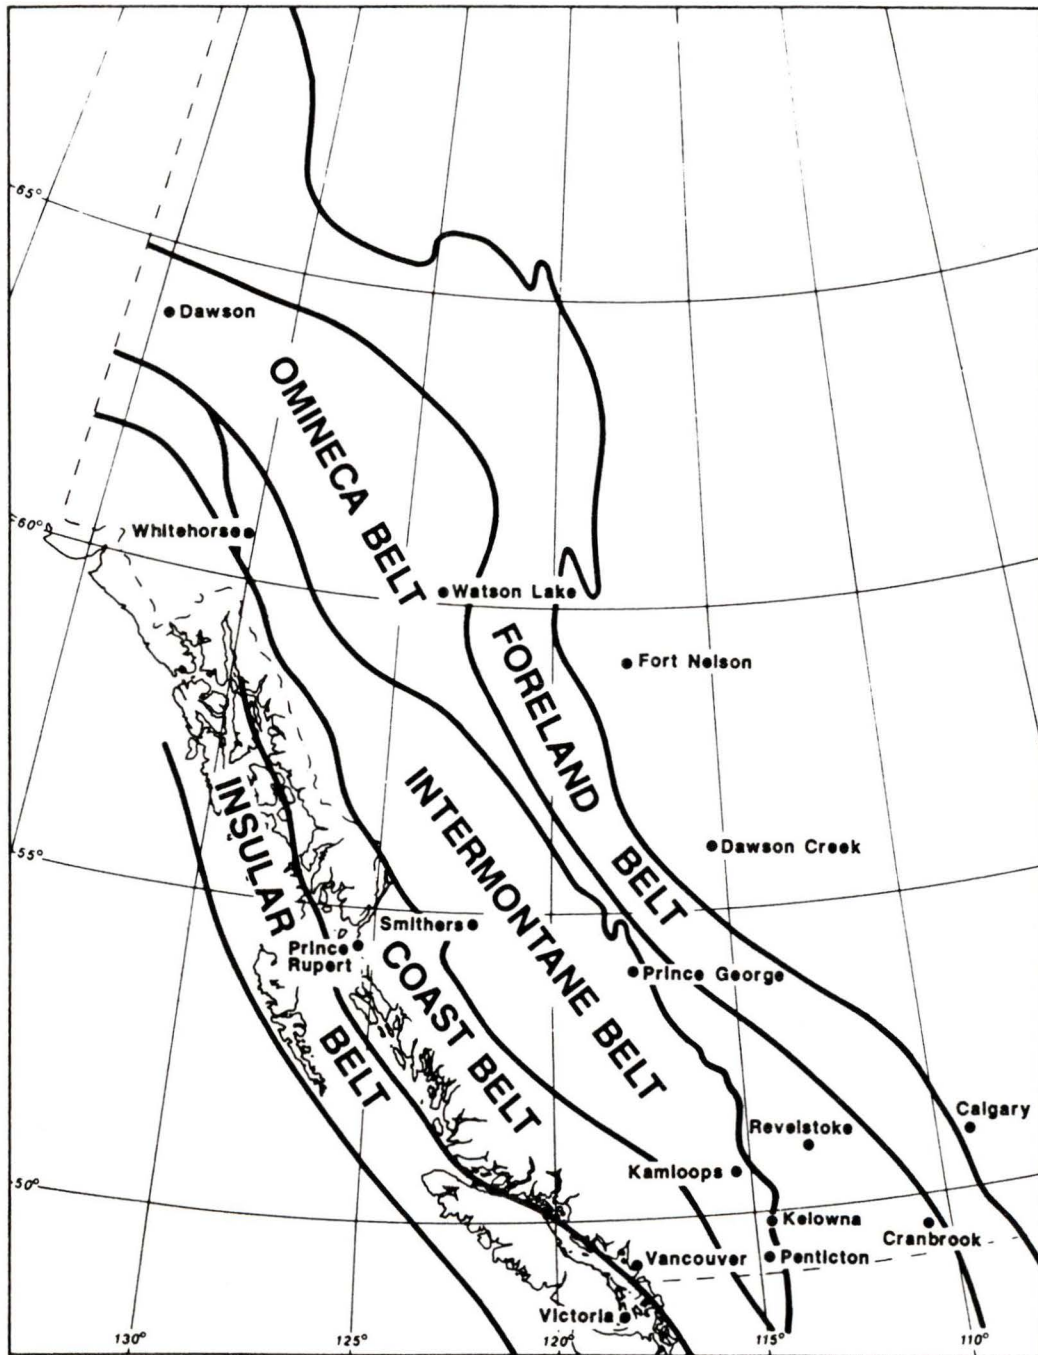 65°
Dawson
OMINECA BELT
60°
Whitehorse
Watson Lake
FORELAND BELT
Fort Nelson
INSULAR BELT
INTERMONTANE BELT
55°
Dawson Creek
Smithers
Prince
Rupert
COAST BELT
Prince George
Calgary
Revelstoke
Kamloops
50°
Kelowna
Cranbrook
Vancouver
Penticton
Victoria
130°
125°
120°
115°
110°